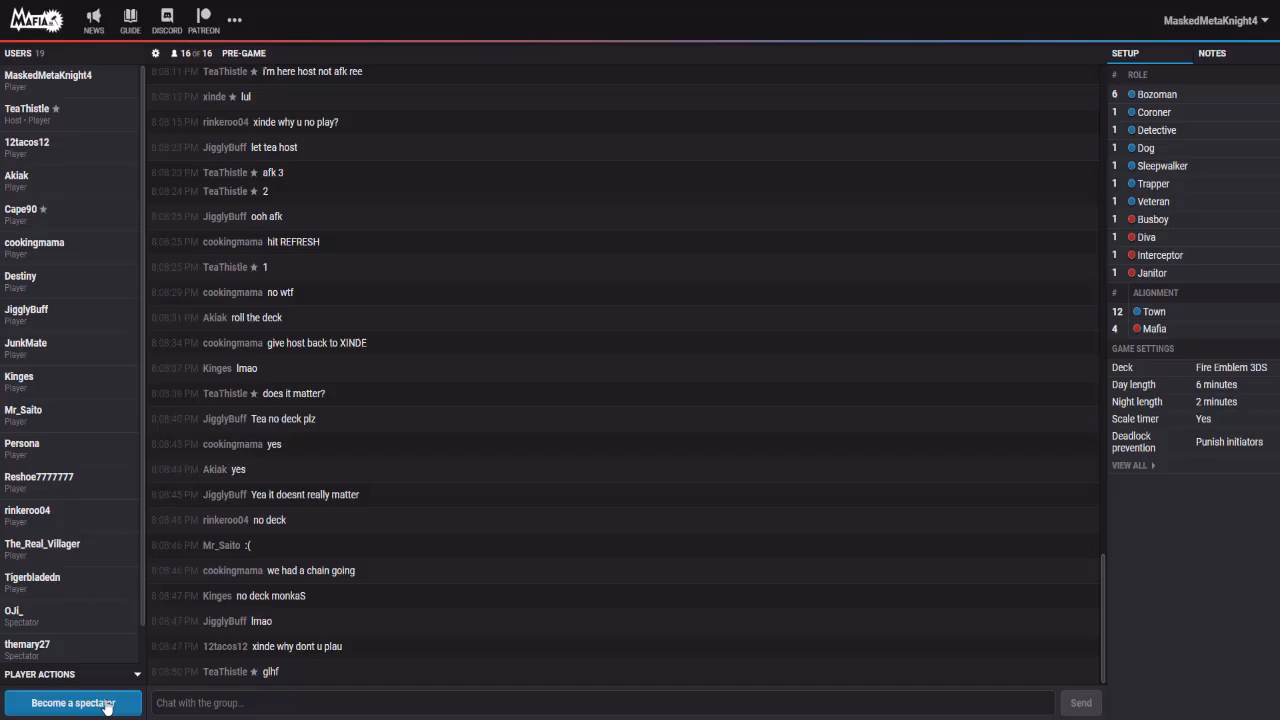 MAFIA
NEWS
GUIDE
DISCORD
PATREON
MaskedMetaKnight4
USERS 19
MaskedMetaKnight4
Player
TeaThistle ★
Host • Player
12tacos12
Player
Akiak
Player
Cape90 ★
Player
cookingmama
Player
Destiny
Player
JigglyBuff
Player
JunkMate
Player
Kinges
Player
Mr_Saito
Player
Persona
Player
Reshoe7777777
Player
rinkeroo04
Player
The_Real_Villager
Player
Tigerbladedn
Player
OJi_
Spectator
themary27
Spectator
PLAYER ACTIONS
Become a spectator
16 OF 16 PRE-GAME
8:08:11 PM TeaThistle ★ i'm here host not afk ree
8:08:12 PM xinde ★ lul
8:08:15 PM rinkeroo04 xinde why u no play?
8:08:23 PM JigglyBuff let tea host
8:08:23 PM TeaThistle ★ afk 3
8:08:24 PM TeaThistle ★ 2
8:08:25 PM JigglyBuff ooh afk
8:08:25 PM cookingmama hit REFRESH
8:08:25 PM TeaThistle ★ 1
8:08:29 PM cookingmama no wtf
8:08:31 PM Akiak roll the deck
8:08:34 PM cookingmama give host back to XINDE
8:08:37 PM Kinges lmao
8:08:39 PM TeaThistle ★ does it matter?
8:08:40 PM JigglyBuff Tea no deck plz
8:08:43 PM cookingmama yes
8:08:44 PM Akiak yes
8:08:45 PM JigglyBuff Yea it doesnt really matter
8:08:46 PM rinkeroo04 no deck
8:08:46 PM Mr_Saito :(
8:08:46 PM cookingmama we had a chain going
8:08:47 PM Kinges no deck monkaS
8:08:47 PM JigglyBuff lmao
8:08:47 PM 12tacos12 xinde why dont u plau
8:08:50 PM TeaThistle ★ glhf
Chat with the group...
Send
SETUP NOTES
# ROLE
6 Bozoman
1 Coroner
1 Detective
1 Dog
1 Sleepwalker
1 Trapper
1 Veteran
1 Busboy
1 Diva
1 Interceptor
1 Janitor
# ALIGNMENT
12 Town
4 Mafia
GAME SETTINGS
Deck Fire Emblem 3DS
Day length 6 minutes
Night length 2 minutes
Scale timer Yes
Deadlock
prevention Punish initiators
VIEW ALL